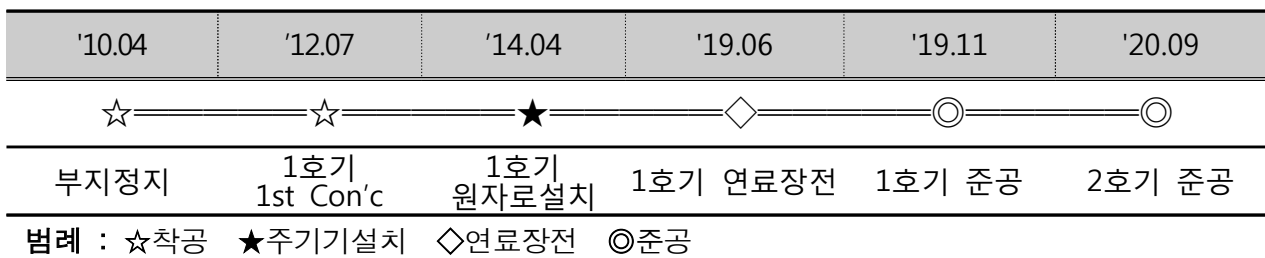 '10.04 '12.07 '14.04 '19.06 '19.11 '20.09
☆═══☆═══★═══◇═══◎═══◎
부지정지 1호기 1st Con'c 1호기 원자로설치 1호기 연료장전 1호기 준공 2호기 준공
범례 : ☆착공 ★주기기설치 ◇연료장전 ◎준공